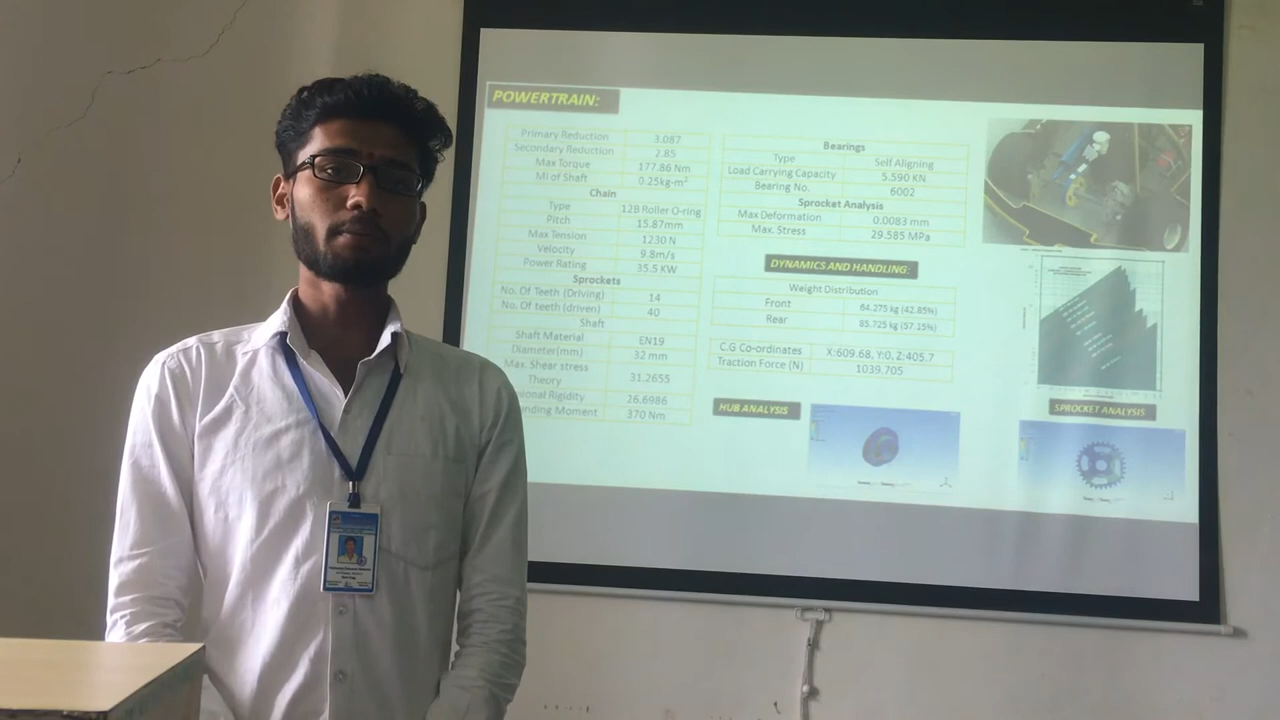 POWERTRAIN:
Primary Reduction 3.087
Secondary Reduction 2.85
Max Torque 177.86 Nm
MI of Shaft 0.25kg-m²
Chain
Type 12B Roller O-ring
Pitch 15.87mm
Max Tension 1230 N
Velocity 9.8m/s
Power Rating 35.5 KW
Sprockets
No. Of Teeth (Driving) 14
No. Of teeth (driven) 40
Shaft
Shaft Material EN19
Diameter(mm) 32 mm
Max. Shear stress
Theory 31.2655
sional Rigidity 26.6986
nding Moment 370 Nm
Bearings
Type Self Aligning
Load Carrying Capacity 5.590 KN
Bearing No. 6002
Sprocket Analysis
Max Deformation 0.0083 mm
Max. Stress 29.585 MPa
DYNAMICS AND HANDLING:
Weight Distribution
Front 64.275 kg (42.85%)
Rear 85.725 kg (57.15%)
C.G Co-ordinates X:609.68, Y:0, Z:405.7
Traction Force (N) 1039.705
HUB ANALYSIS
SPROCKET ANALYSIS